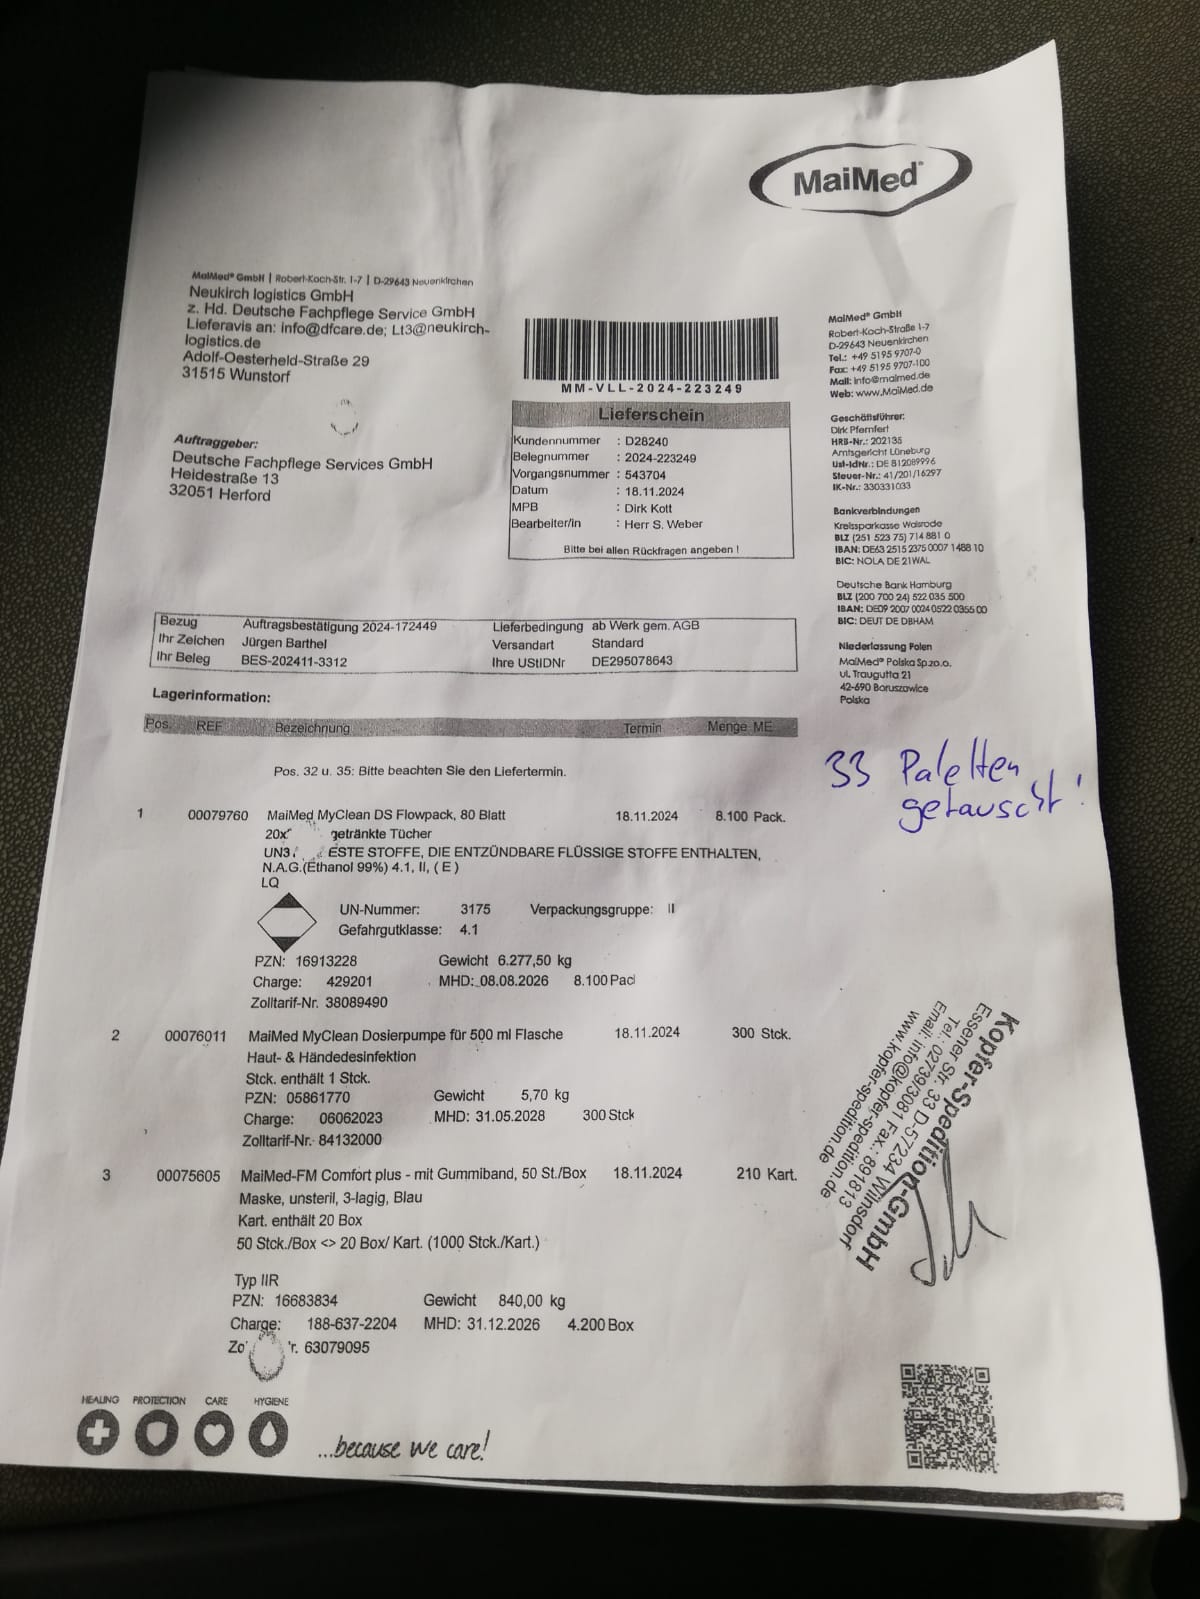 MaiMed®
MaiMed® GmbH | Robert-Koch-Str. 1-7 | D-29643 Neuenkirchen
Neukirch logistics GmbH
z. Hd. Deutsche Fachpflege Service GmbH
Lieferavis an: info@dfcare.de; Lt3@neukirch-
logistics.de
Adolf-Oesterheld-Straße 29
31515 Wunstorf
Auftraggeber:
Deutsche Fachpflege Services GmbH
Heidestraße 13
32051 Herford
MM-VLL-2024-223249
Lieferschein
Kundennummer : D28240
Belegnummer : 2024-223249
Vorgangsnummer : 543704
Datum : 18.11.2024
MPB : Dirk Kott
Bearbeiter/in : Herr S. Weber
Bitte bei allen Rückfragen angeben !
MaiMed® GmbH
Robert-Koch-Straße 1-7
D-29643 Neuenkirchen
Tel.: +49 5195 9707-0
Fax: +49 5195 9707-100
Mail: info@maimed.de
Web: www.MaiMed.de
Geschäftsführer:
Dirk Pfernfert
HRB-Nr.: 202135
Amtsgericht Lüneburg
Ust-IdNr.: DE 812089996
Steuer-Nr.: 41/201/16297
IK-Nr.: 330331033
Bankverbindungen
Kreissparkasse Walsrode
BLZ (251 523 75) 714 881 0
IBAN: DE63 2515 2375 0007 1488 10
BIC: NOLA DE 21WAL
Deutsche Bank Hamburg
BLZ (200 700 24) 522 035 500
IBAN: DE09 2007 0024 0522 0355 00
BIC: DEUT DE DBHAM
Niederlassung Polen
MaiMed® Polska Sp.zo.o.
ul. Traugutta 21
42-690 Boruszowice
Polska
Bezug Auftragsbestätigung 2024-172449 Lieferbedingung ab Werk gem. AGB
Ihr Zeichen Jürgen Barthel Versandart Standard
Ihr Beleg BES-202411-3312 Ihre UStIDNr DE295078643
Lagerinformation:
Pos. REF Bezeichnung Termin Menge ME
Pos. 32 u. 35: Bitte beachten Sie den Liefertermin.
33 Paletten
getauscht!
1 00079760 MaiMed MyClean DS Flowpack, 80 Blatt 18.11.2024 8.100 Pack.
20x getränkte Tücher
UN3 ESTE STOFFE, DIE ENTZÜNDBARE FLÜSSIGE STOFFE ENTHALTEN,
N.A.G.(Ethanol 99%) 4.1, II, ( E )
LQ
UN-Nummer: 3175 Verpackungsgruppe: II
Gefahrgutklasse: 4.1
PZN: 16913228 Gewicht 6.277,50 kg
Charge: 429201 MHD: 08.08.2026 8.100 Pac
Zolltarif-Nr. 38089490
2 00076011 MaiMed MyClean Dosierpumpe für 500 ml Flasche 18.11.2024 300 Stck.
Haut- & Händedesinfektion
Stck. enthält 1 Stck.
PZN: 05861770 Gewicht 5,70 kg
Charge: 06062023 MHD: 31.05.2028 300 Stck
Zolltarif-Nr. 84132000
3 00075605 MaiMed-FM Comfort plus - mit Gummiband, 50 St./Box 18.11.2024 210 Kart.
Maske, unsteril, 3-lagig, Blau
Kart. enthält 20 Box
50 Stck./Box <> 20 Box/ Kart. (1000 Stck./Kart.)
Typ IIR
PZN: 16683834 Gewicht 840,00 kg
Charge: 188-637-2204 MHD: 31.12.2026 4.200 Box
Zo r. 63079095
Kopfer-Spedition-GmbH
Essener Str. 33 D-57234 Wilnsdorf
Tel.: 02739/3081 Fax.: 891813
Email: info@kopfer-spedition.de
www.kopfer-spedition.de
HEALING PROTECTION CARE HYGIENE
...because we care!